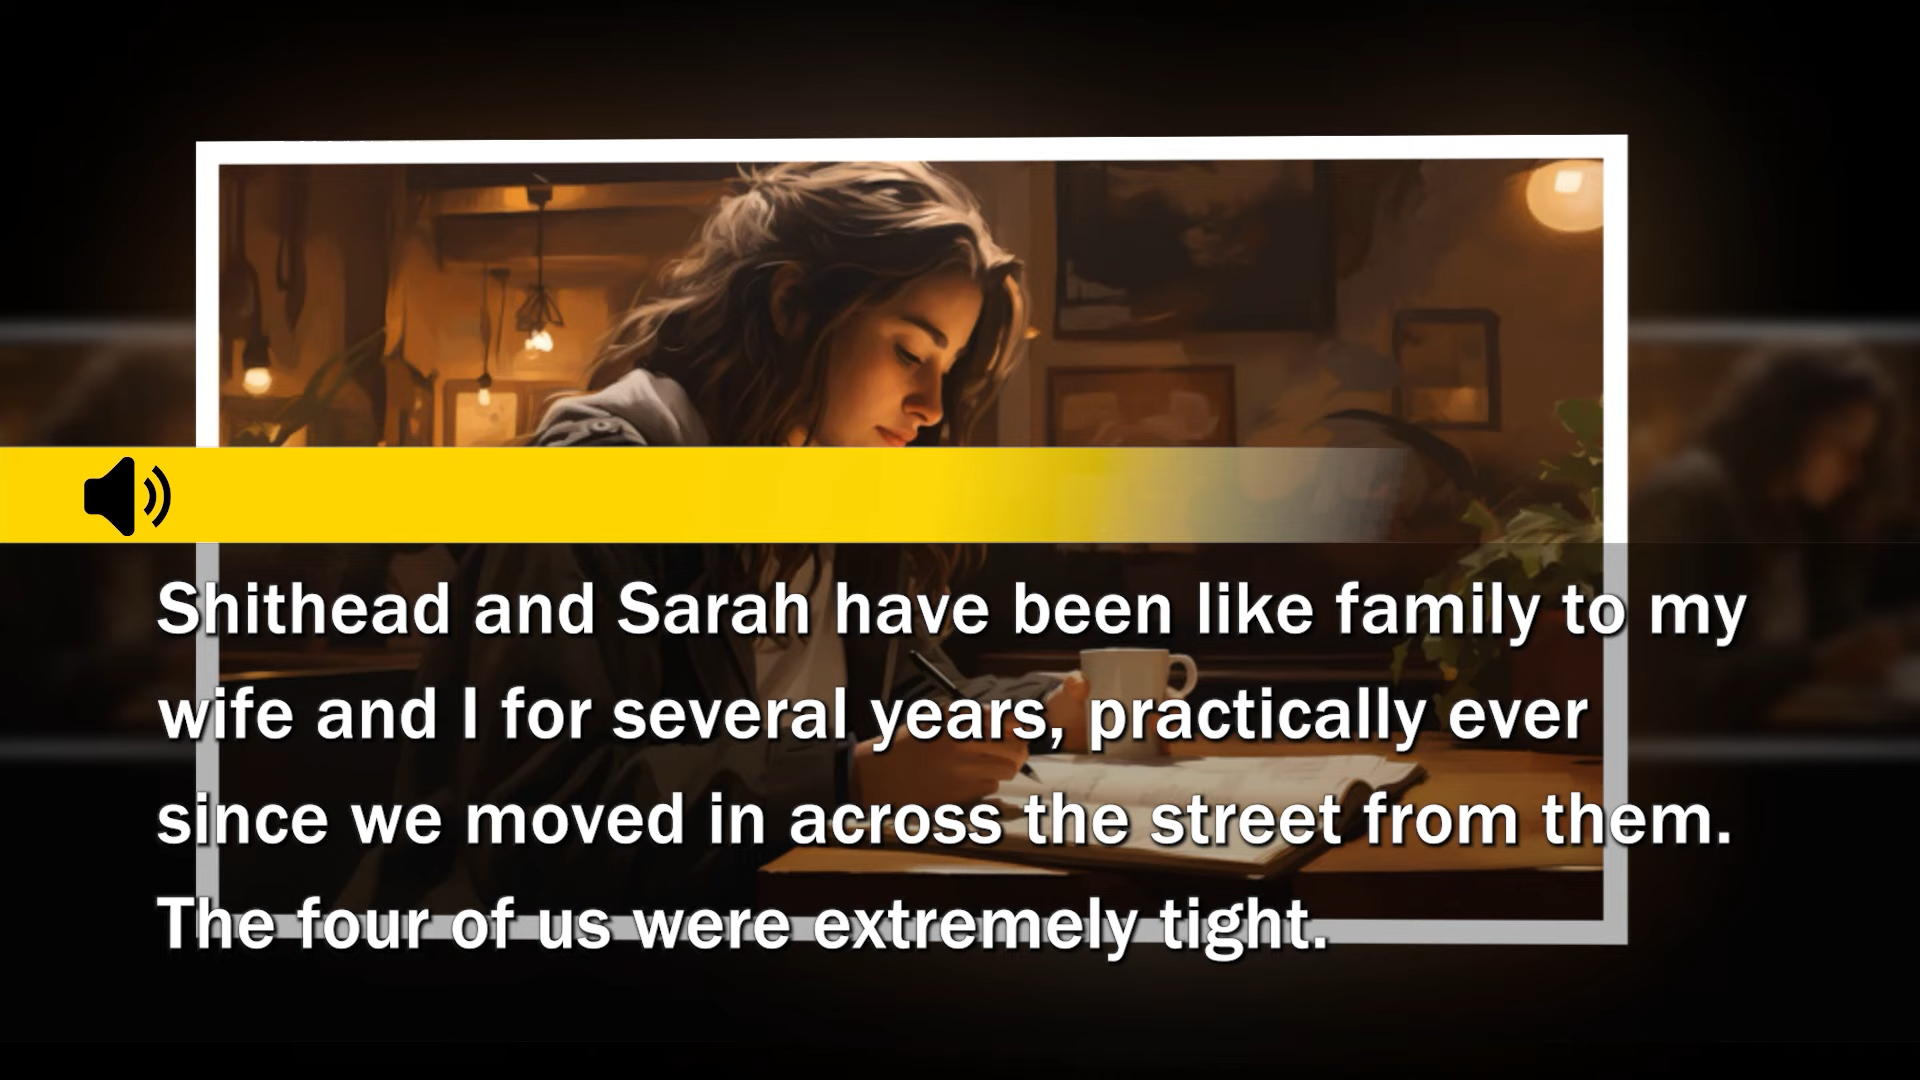 Shithead and Sarah have been like family to my
wife and I for several years, practically ever
since we moved in across the street from them.
The four of us were extremely tight.